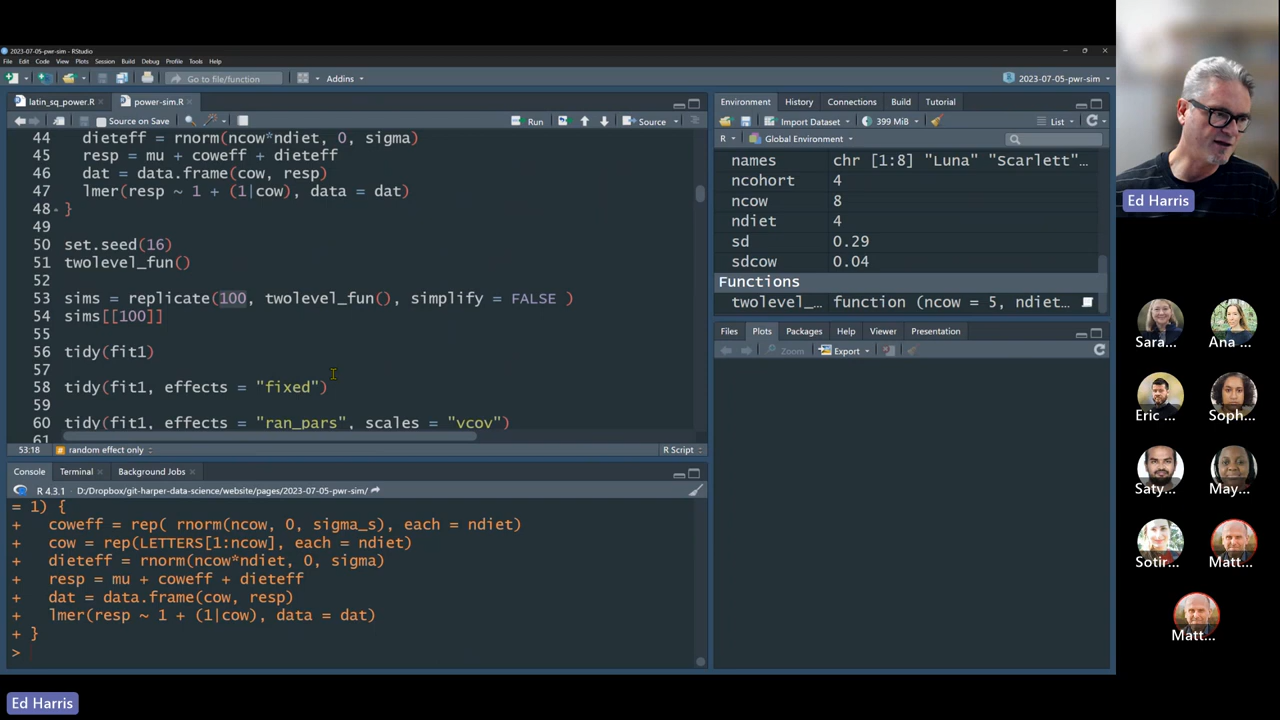 2023-07-05-pwr-sim - RStudio
File Edit Code View Plots Session Build Debug Profile Tools Help
Go to file/function
Addins
2023-07-05-pwr-sim
latin_sq_power.R
power-sim.R
Source on Save
Run
Source
44 dieteff = rnorm(ncow*ndiet, 0, sigma)
45 resp = mu + coweff + dieteff
46 dat = data.frame(cow, resp)
47 lmer(resp ~ 1 + (1|cow), data = dat)
48 }
49
50 set.seed(16)
51 twolevel_fun()
52
53 sims = replicate(100, twolevel_fun(), simplify = FALSE )
54 sims[[100]]
55
56 tidy(fit1)
57
58 tidy(fit1, effects = "fixed")
59
60 tidy(fit1, effects = "ran_pars", scales = "vcov")
61
53:18 random effect only R Script
Console Terminal Background Jobs
R 4.3.1 · D:/Dropbox/git-harper-data-science/website/pages/2023-07-05-pwr-sim/
= 1) {
+ coweff = rep( rnorm(ncow, 0, sigma_s), each = ndiet)
+ cow = rep(LETTERS[1:ncow], each = ndiet)
+ dieteff = rnorm(ncow*ndiet, 0, sigma)
+ resp = mu + coweff + dieteff
+ dat = data.frame(cow, resp)
+ lmer(resp ~ 1 + (1|cow), data = dat)
+ }
>
Environment History Connections Build Tutorial
Import Dataset 399 MiB List
R Global Environment
names chr [1:8] "Luna" "Scarlett"…
ncohort 4
ncow 8
ndiet 4
sd 0.29
sdcow 0.04
Functions
twolevel_… function (ncow = 5, ndiet…
Files Plots Packages Help Viewer Presentation
Zoom Export
Ed Harris
Sara...
Ana ...
Eric ...
Soph...
Saty...
May...
Sotir...
Matt...
Matt...
Ed Harris